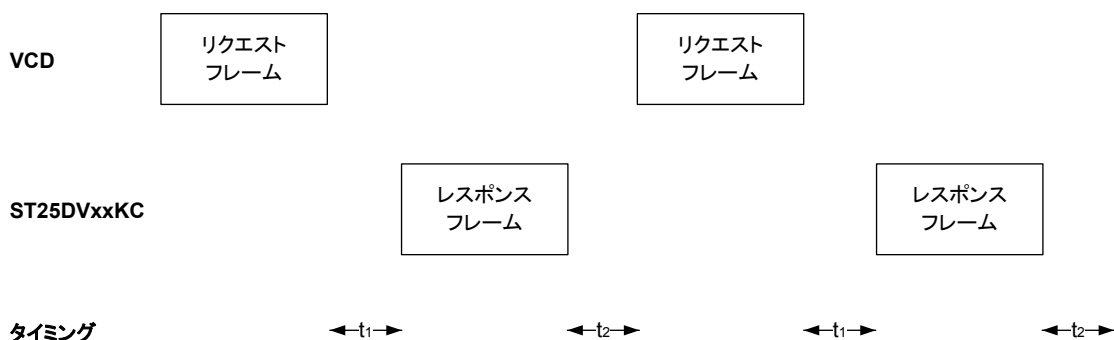 VCD
リクエスト
フレーム
リクエスト
フレーム
ST25DVxxKC
レスポンス
フレーム
レスポンス
フレーム
タイミング
t1
t2
t1
t2